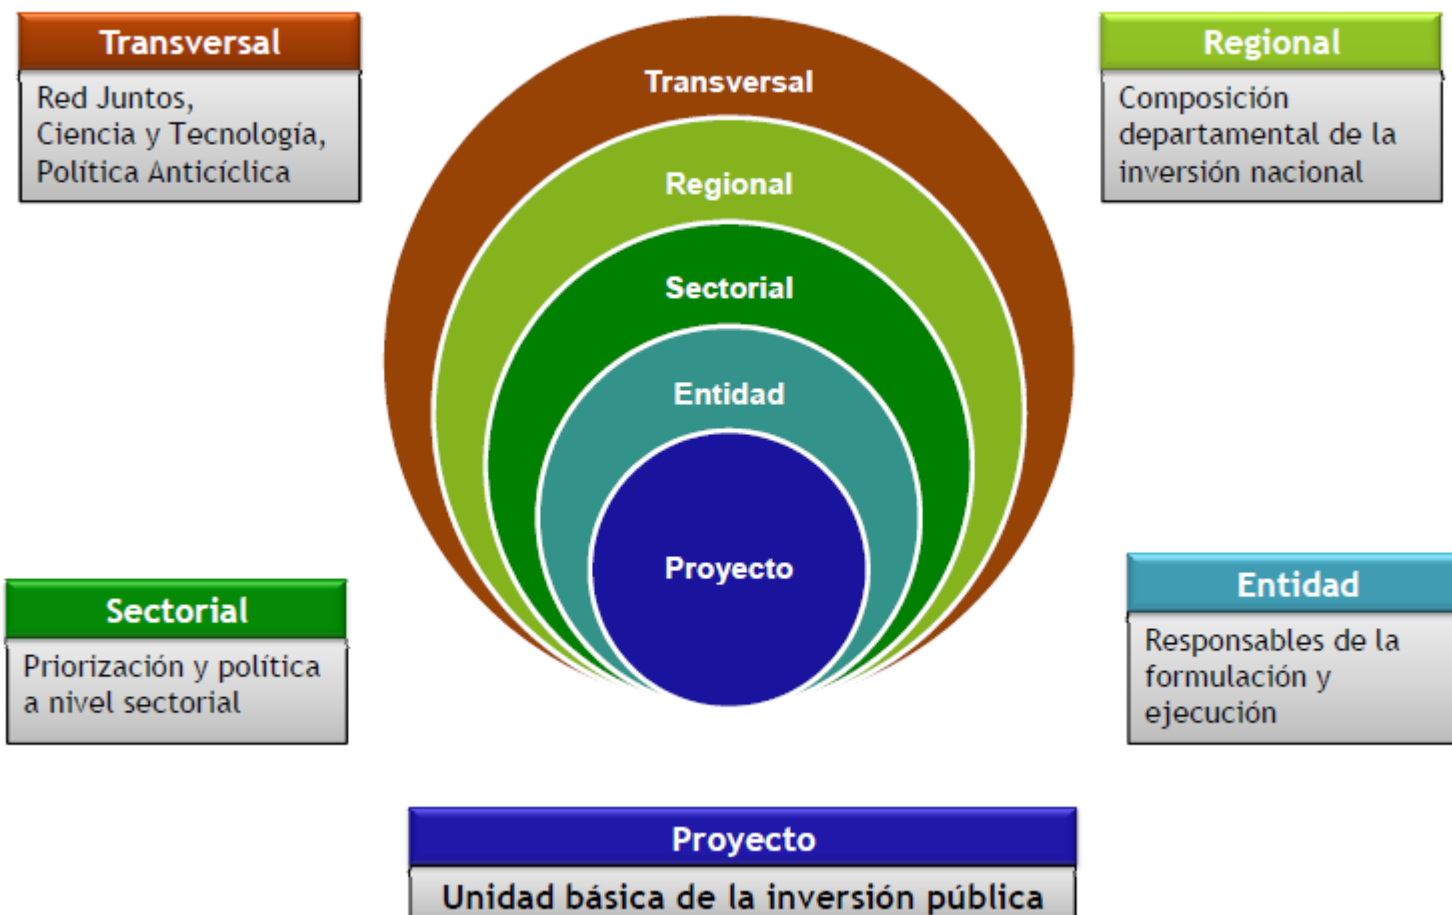 Transversal
Red Juntos,
Ciencia y Tecnología,
Política Anticíclica
Regional
Composición
departamental de la
inversión nacional
Transversal
Regional
Sectorial
Entidad
Proyecto
Sectorial
Priorización y política
a nivel sectorial
Entidad
Responsables de la
formulación y
ejecución
Proyecto
Unidad básica de la inversión pública